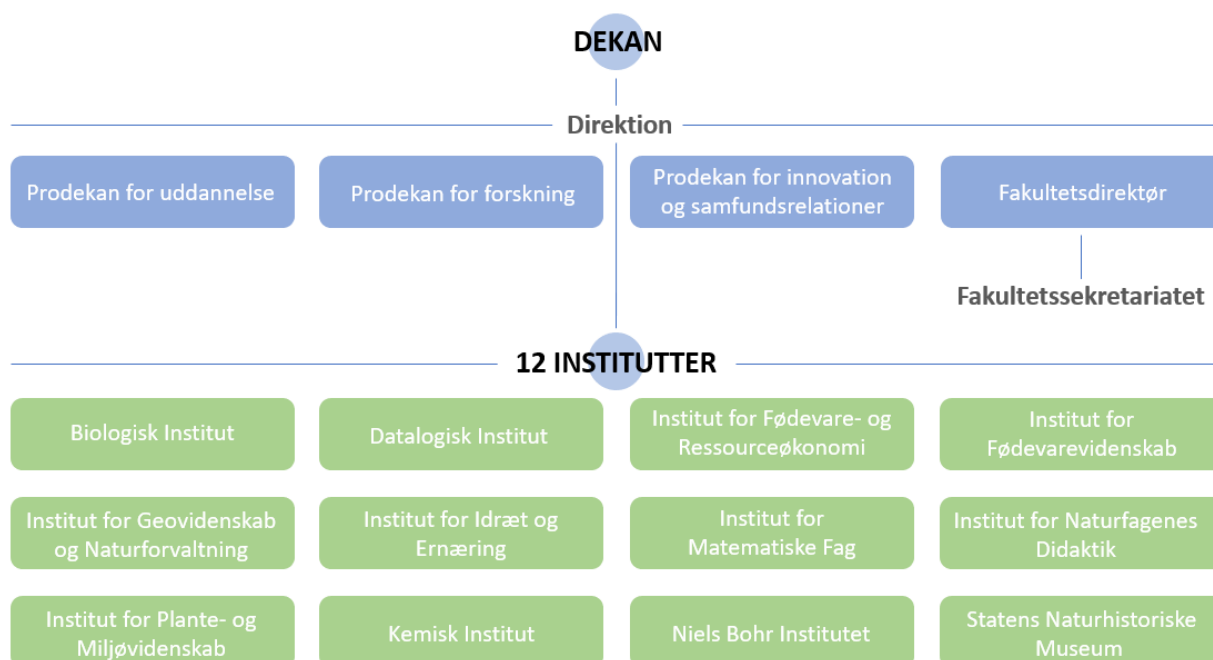 DEKAN
Direktion
Prodekan for uddannelse
Prodekan for forskning
Prodekan for innovation
og samfundsrelationer
Fakultetsdirektør
Fakultetssekretariatet
12 INSTITUTTER
Biologisk Institut
Datalogisk Institut
Institut for Fødevare- og
Ressourceøkonomi
Institut for
Fødevarevidenskab
Institut for Geovidenskab
og Naturforvaltning
Institut for Idræt og
Ernæring
Institut for
Matematiske Fag
Institut for Naturfagenes
Didaktik
Institut for Plante- og
Miljøvidenskab
Kemisk Institut
Niels Bohr Institutet
Statens Naturhistoriske
Museum